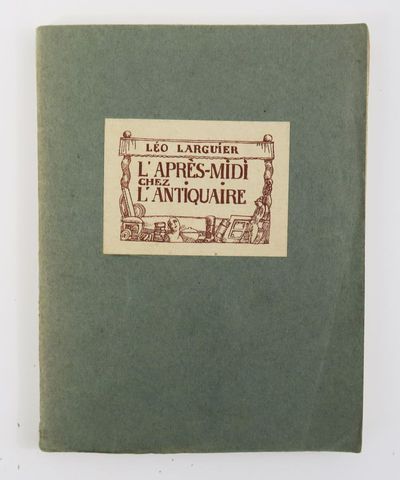 LÉO LARGUIER
L'APRÈS-MiDi
CHEZ
L'ANTIQUAIRE